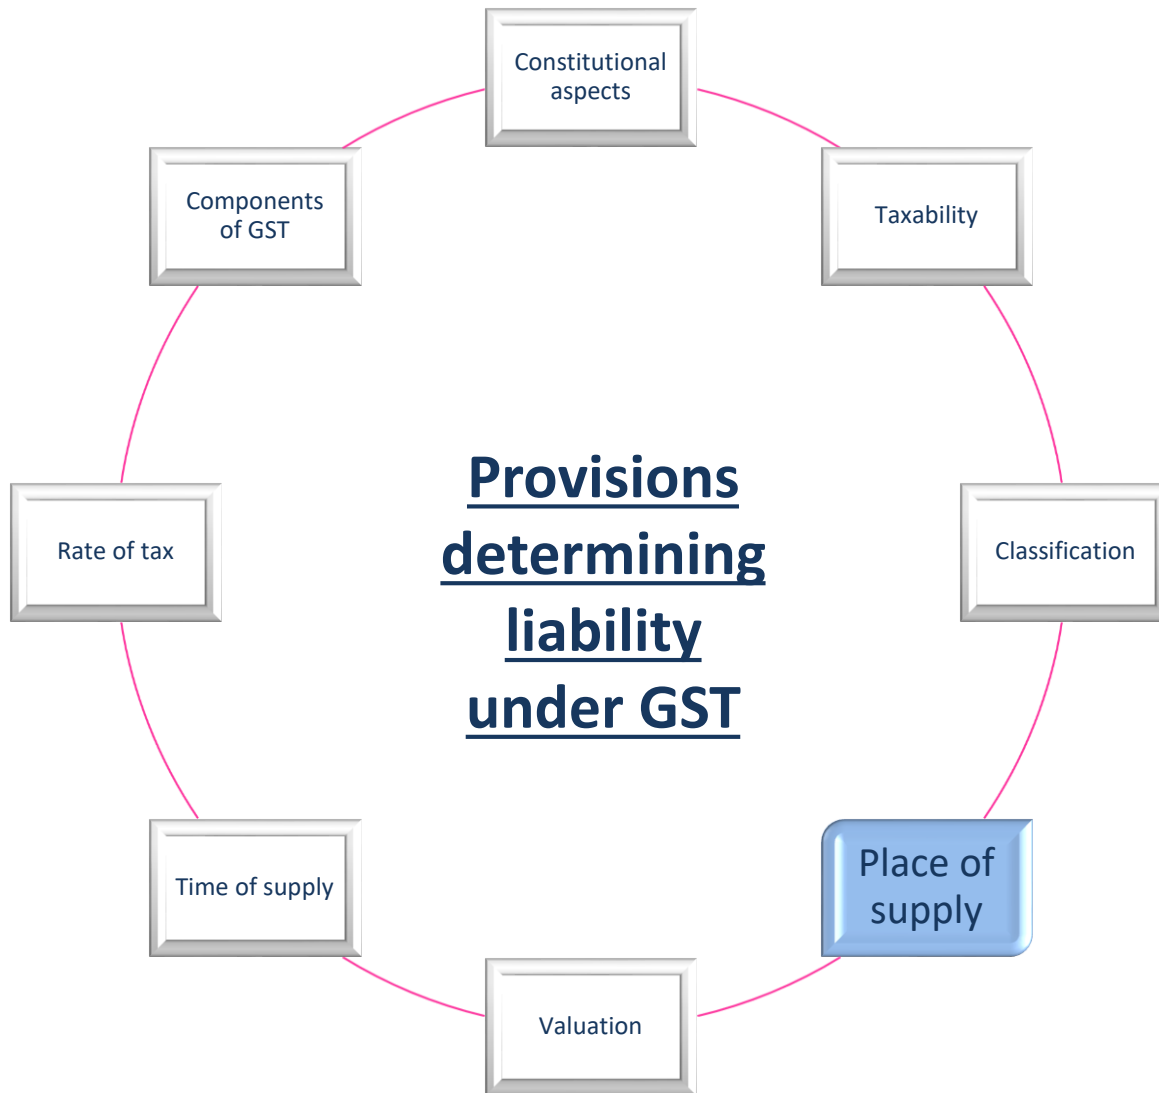 Constitutional
aspects
Components
of GST
Taxability
Provisions
determining
liability
under GST
Rate of tax
Classification
Time of supply
Place of
supply
Valuation